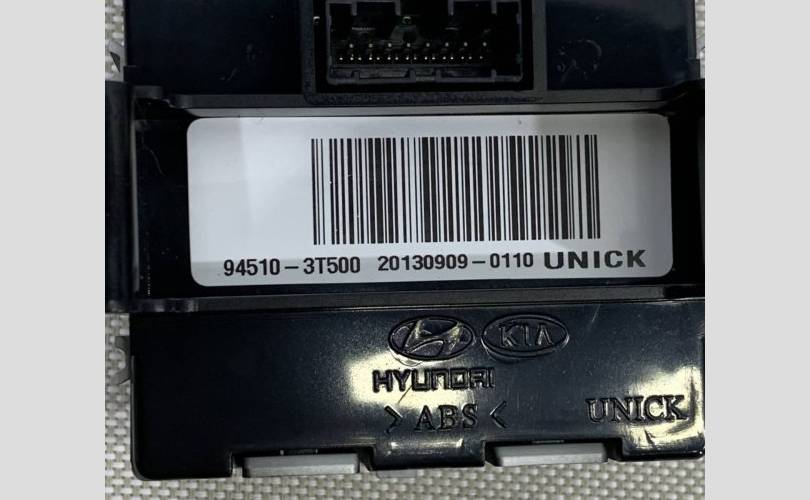 94510-3T500 20130909-0110 UNICK
KIA
HYUNDAI
>ABS< UNICK